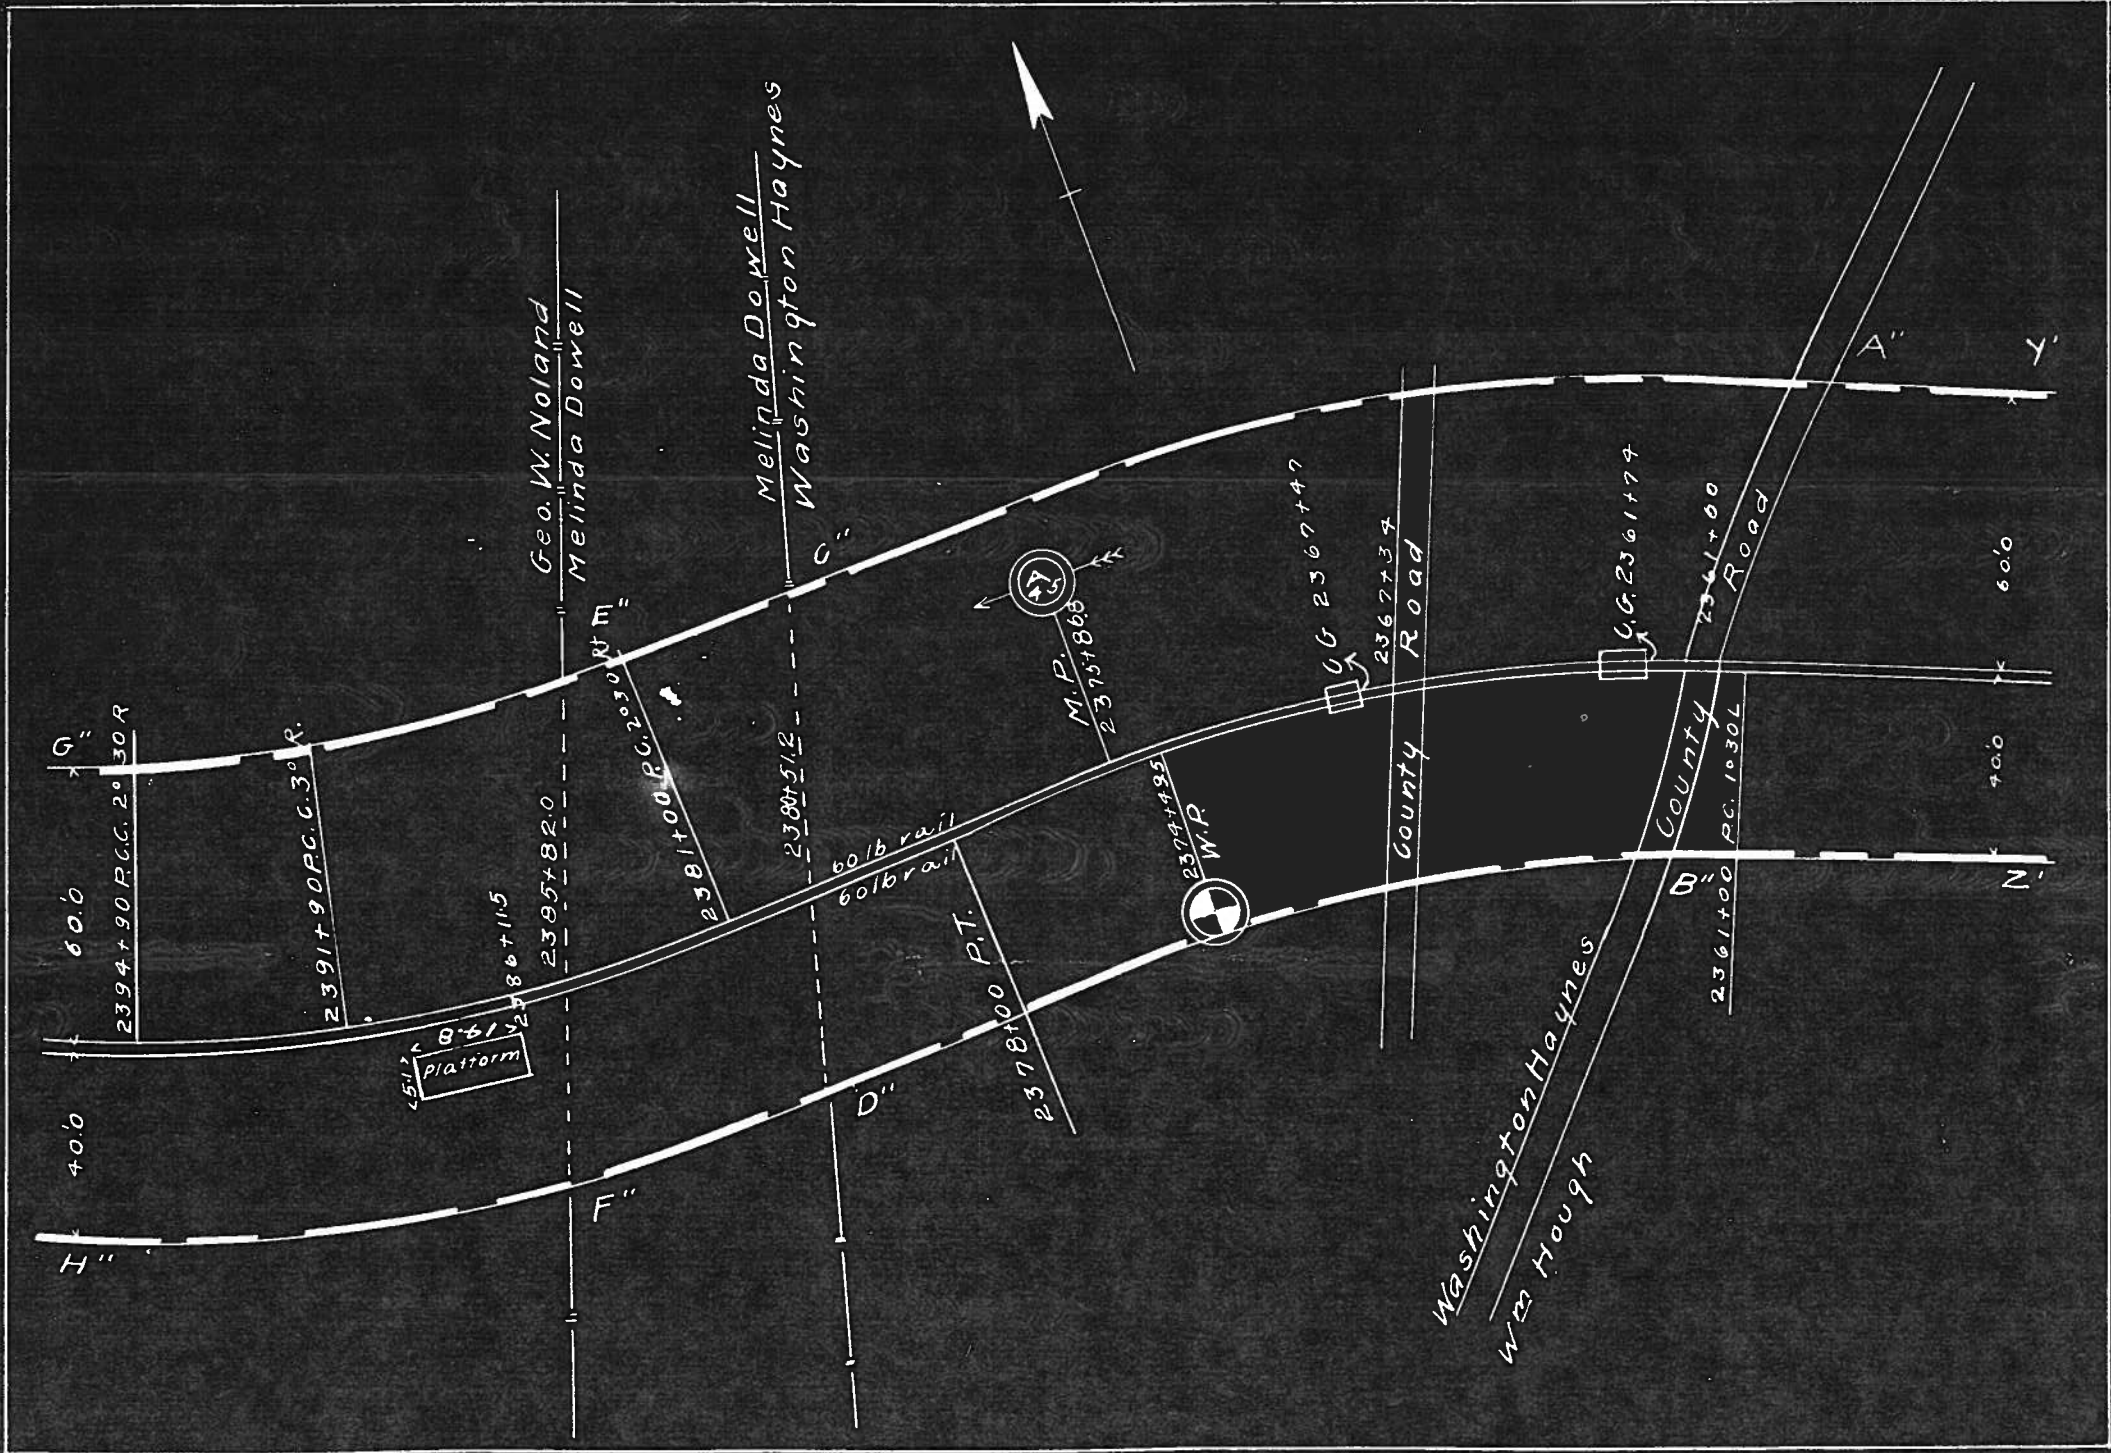 Geo. W. Noland
Melinda Dowell
Melinda Dowell
Washington Haynes
A"
Y'
C"
E"
G"
2394+90 P.C.C. 2°30 R
2391+90 P.C.C. 3° R.
2386+11.5
2385+82.0
2381+00 P.C. 2°30' Rt
2380+51.2
60 lb rail
60 lb rail
M. P.
2375+86.8
2374+49.5
W.P.
C G 2367+47
2367+34
County Road
C.G. 2361+74
2361+60
County Road
60.'0
40.'0
60.'0
40.'0
Platform
15.1
2378+00 P.T.
2361+00 P.C. 1°30 L
B"
Z'
D"
F"
H"
Washington Haynes
Wm Hough